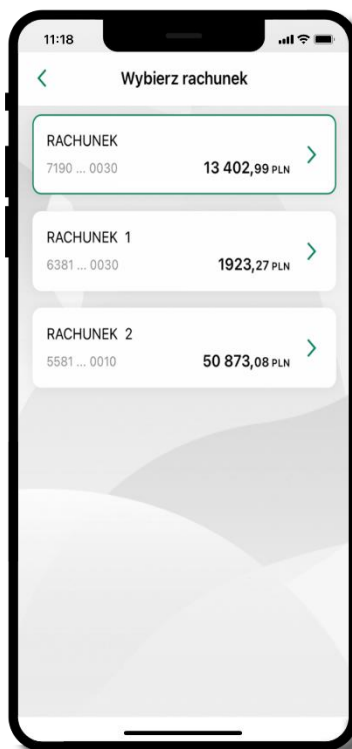 11:18
Wybierz rachunek
RACHUNEK
7190 ... 0030 13 402,99 PLN
RACHUNEK 1
6381 ... 0030 1923,27 PLN
RACHUNEK 2
5581 ... 0010 50 873,08 PLN